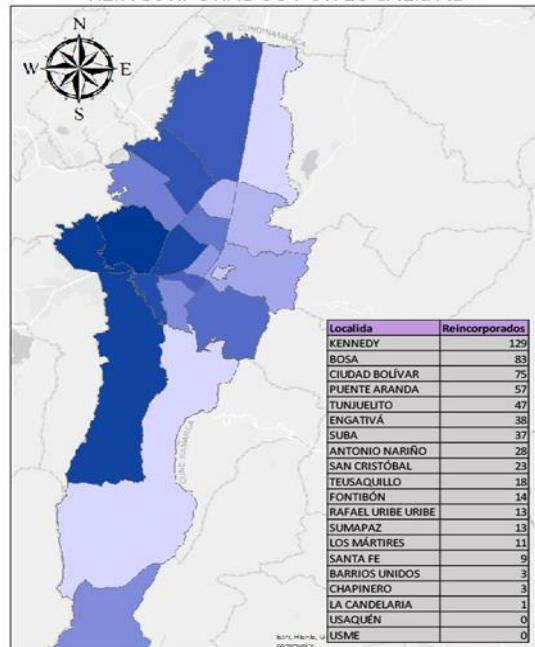 N
W E
S
CUNDINAMARCA
CUNDINAMARCA
Localida Reincorporados
KENNEDY 129
BOSA 83
CIUDAD BOLÍVAR 75
PUENTE ARANDA 57
TUNJUELITO 47
ENGATIVÁ 38
SUBA 37
ANTONIO NARIÑO 28
SAN CRISTÓBAL 23
TEUSAQUILLO 18
FONTIBÓN 14
RAFAEL URIBE URIBE 13
SUMAPAZ 13
LOS MÁRTIRES 11
SANTA FE 9
BARRIOS UNIDOS 3
CHAPINERO 3
LA CANDELARIA 1
USAQUÉN 0
USME 0